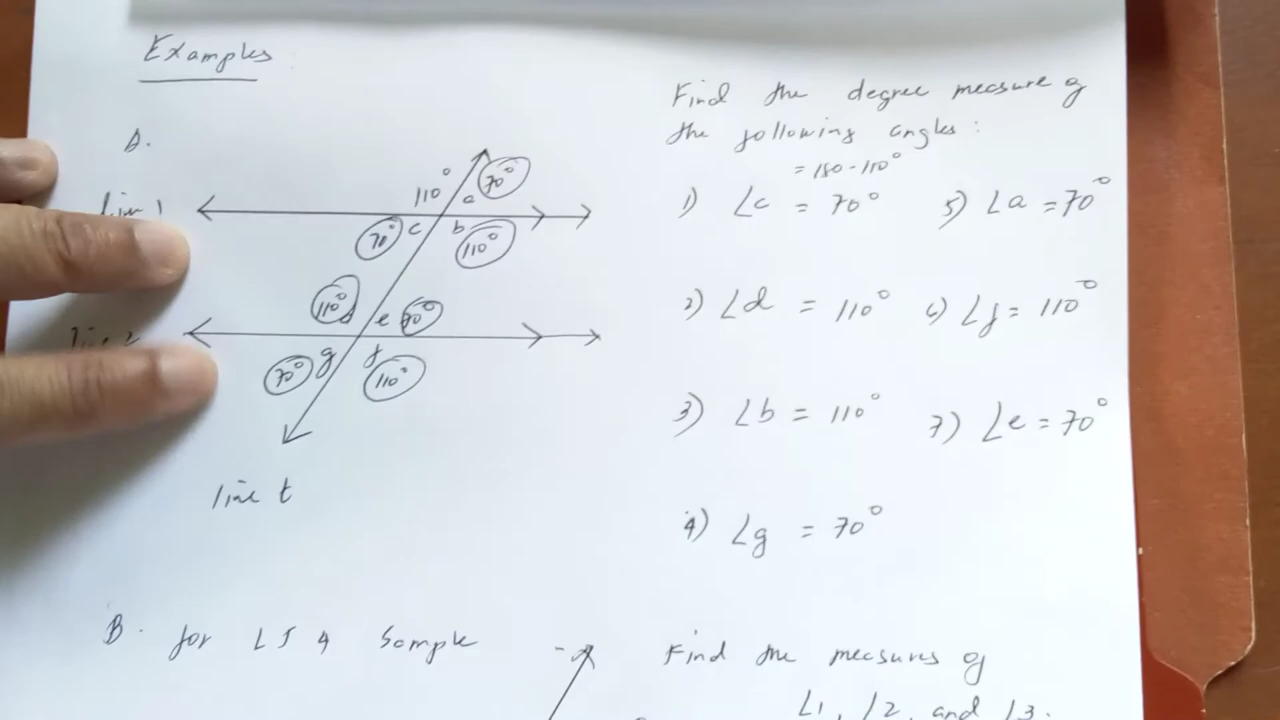 Examples
A.
Find the degree measure of
the following angles:
= 180 - 110°
1) ∠c = 70° 5) ∠a = 70°
2) ∠d = 110° 6) ∠f = 110°
3) ∠b = 110° 7) ∠e = 70°
4) ∠g = 70°
110° a 70°
line 1
70° c b 110°
110° d e 70°
70° g f 110°
line t
B. for LS 4 Sample
Find the measures of
∠1, ∠2, and ∠3.